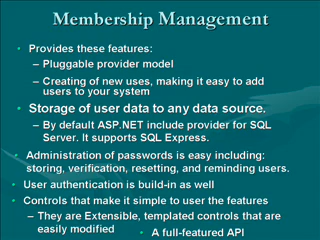 Membership Management
• Provides these features:
– Pluggable provider model
– Creating of new uses, making it easy to add
users to your system
• Storage of user data to any data source.
– By default ASP.NET include provider for SQL
Server. It supports SQL Express.
• Administration of passwords is easy including:
storing, verification, resetting, and reminding users.
• User authentication is build-in as well
• Controls that make it simple to user the features
– They are Extensible, templated controls that are
easily modified
• A full-featured API